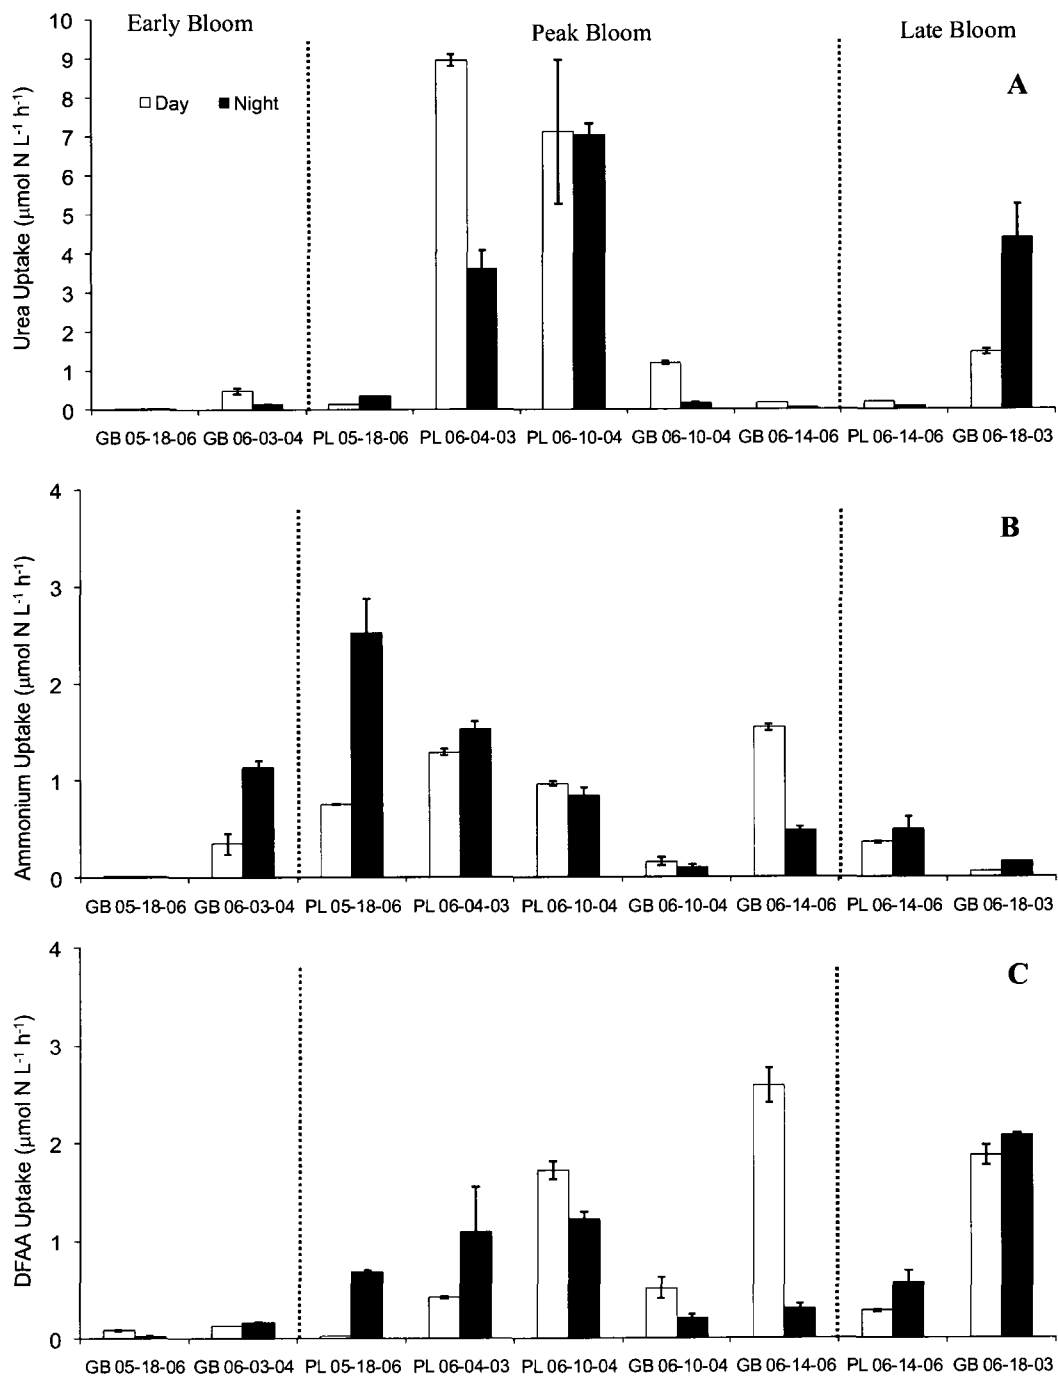 Early Bloom
Peak Bloom
Late Bloom
A
Day
Night
Urea Uptake (µmol N L⁻¹ h⁻¹)
10
9
8
7
6
5
4
3
2
1
0
GB 05-18-06 GB 06-03-04 PL 05-18-06 PL 06-04-03 PL 06-10-04 GB 06-10-04 GB 06-14-06 PL 06-14-06 GB 06-18-03
B
Ammonium Uptake (µmol N L⁻¹ h⁻¹)
4
3
2
1
0
GB 05-18-06 GB 06-03-04 PL 05-18-06 PL 06-04-03 PL 06-10-04 GB 06-10-04 GB 06-14-06 PL 06-14-06 GB 06-18-03
C
DFAA Uptake (µmol N L⁻¹ h⁻¹)
4
3
2
1
0
GB 05-18-06 GB 06-03-04 PL 05-18-06 PL 06-04-03 PL 06-10-04 GB 06-10-04 GB 06-14-06 PL 06-14-06 GB 06-18-03